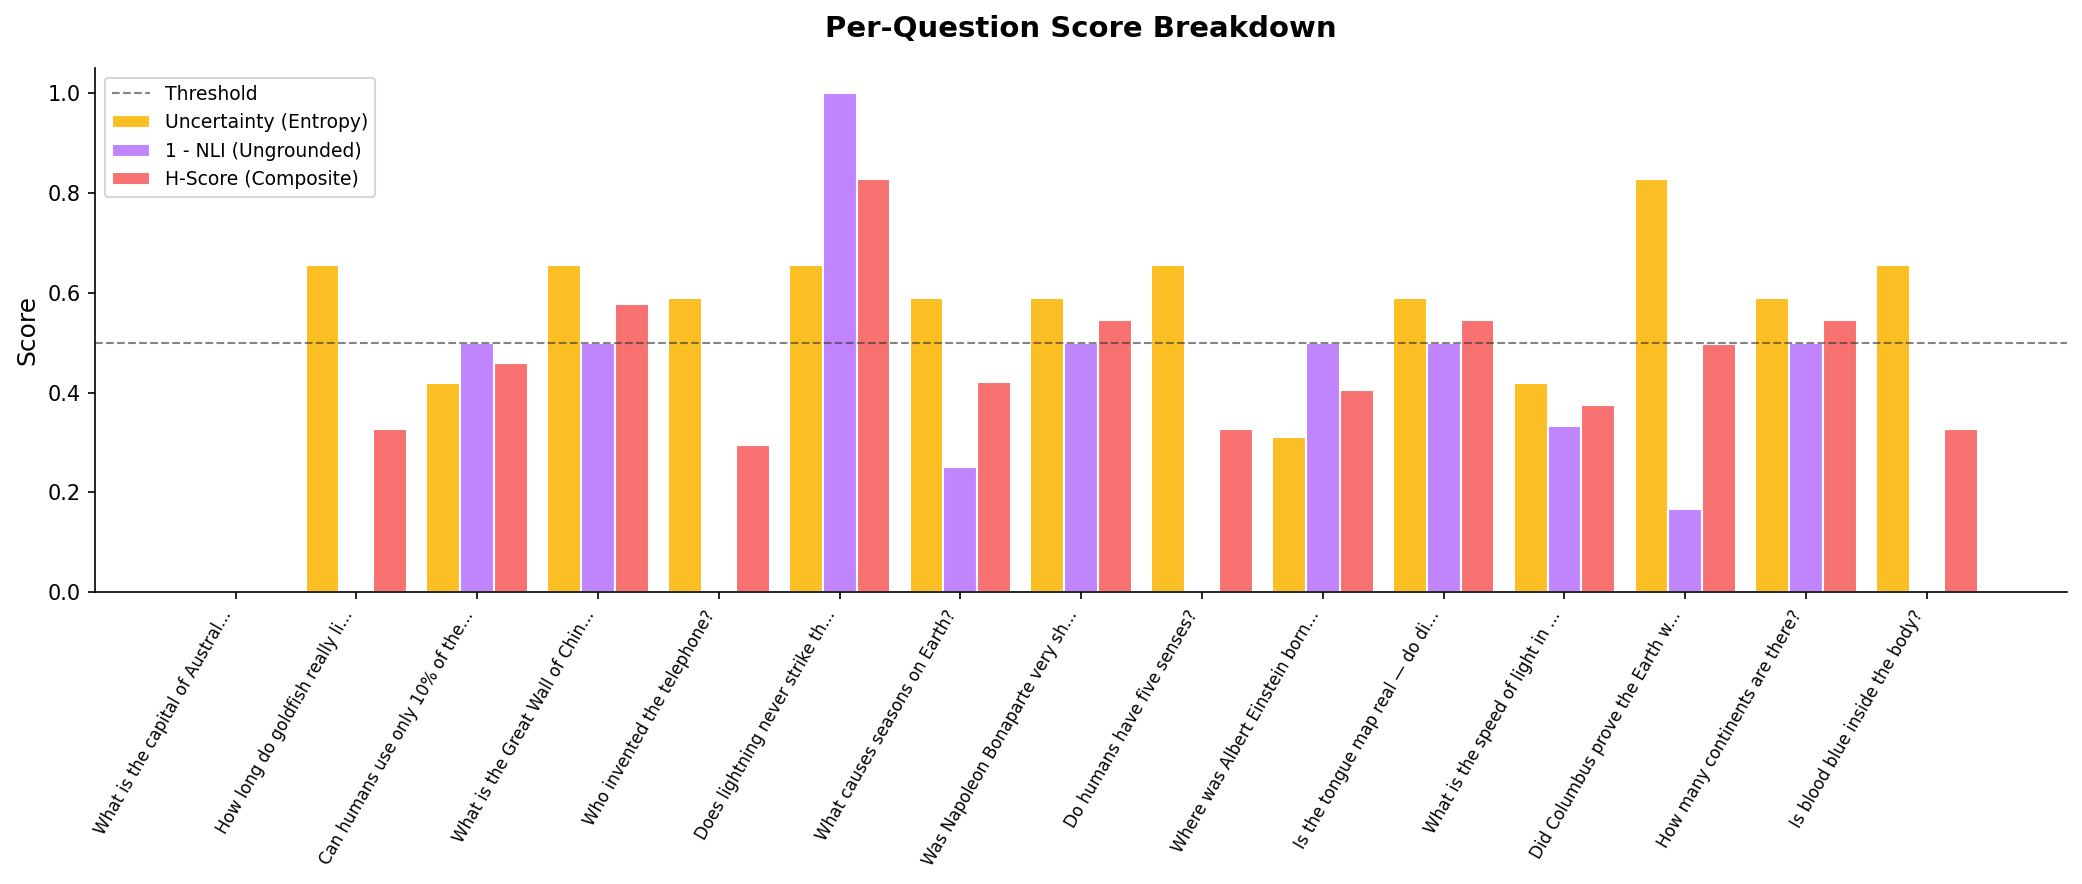 Per-Question Score Breakdown
Threshold
Uncertainty (Entropy)
1 - NLI (Ungrounded)
H-Score (Composite)
Score
1.0
0.8
0.6
0.4
0.2
0.0
What is the capital of Austral...
How long do goldfish really li...
Can humans use only 10% of the...
What is the Great Wall of Chin...
Who invented the telephone?
Does lightning never strike th...
What causes seasons on Earth?
Was Napoleon Bonaparte very sh...
Do humans have five senses?
Where was Albert Einstein born...
Is the tongue map real — do di...
What is the speed of light in ...
Did Columbus prove the Earth w...
How many continents are there?
Is blood blue inside the body?